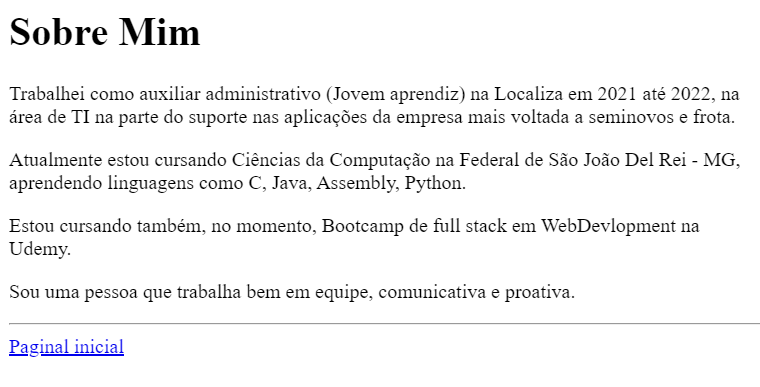 Sobre Mim
Trabalhei como auxiliar administrativo (Jovem aprendiz) na Localiza em 2021 até 2022, na
área de TI na parte do suporte nas aplicações da empresa mais voltada a seminovos e frota.
Atualmente estou cursando Ciências da Computação na Federal de São João Del Rei - MG,
aprendendo linguagens como C, Java, Assembly, Python.
Estou cursando também, no momento, Bootcamp de full stack em WebDevlopment na
Udemy.
Sou uma pessoa que trabalha bem em equipe, comunicativa e proativa.
Paginal inicial